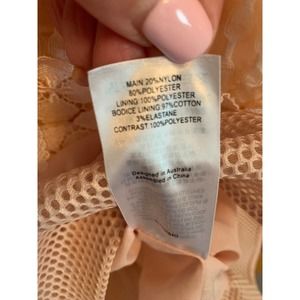 MAIN 20%NYLON
80%POLYESTER
LINING 100%POLYESTER
BODICE LINING 97%COTTON
3%ELASTANE
CONTRAST 100%POLYESTER
Designed in Australia
Assembled in China